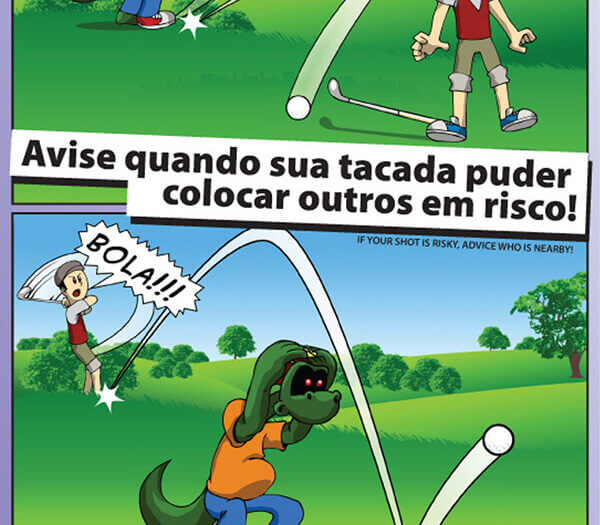 Avise quando sua tacada puder
colocar outros em risco!
IF YOUR SHOT IS RISKY, ADVICE WHO IS NEARBY!
BOLA!!!